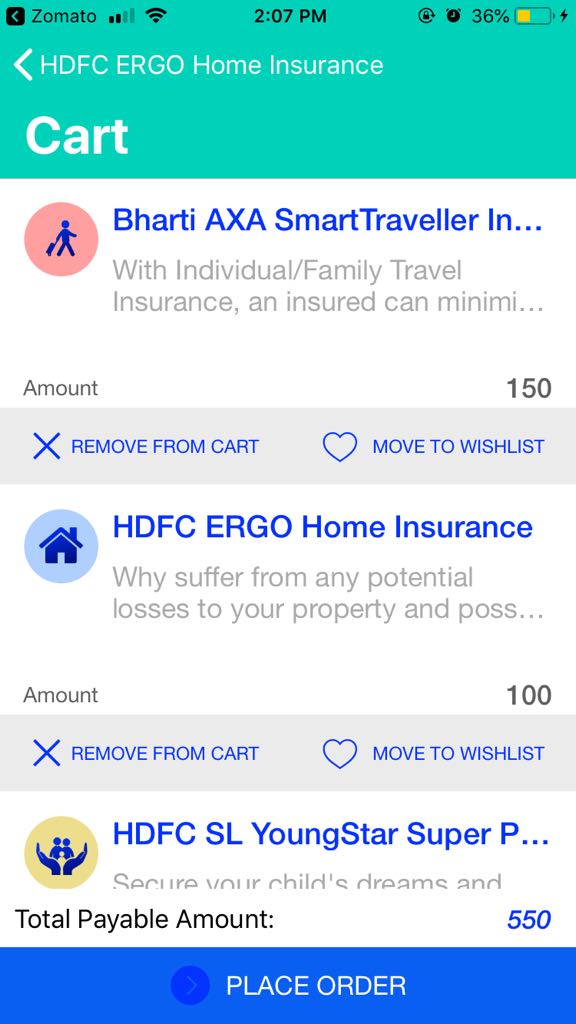 Zomato 2:07 PM 36%
HDFC ERGO Home Insurance
Cart
Bharti AXA SmartTraveller In...
With Individual/Family Travel
Insurance, an insured can minimi...
Amount 150
REMOVE FROM CART MOVE TO WISHLIST
HDFC ERGO Home Insurance
Why suffer from any potential
losses to your property and poss...
Amount 100
REMOVE FROM CART MOVE TO WISHLIST
HDFC SL YoungStar Super P...
Secure your child's dreams and
Total Payable Amount: 550
PLACE ORDER